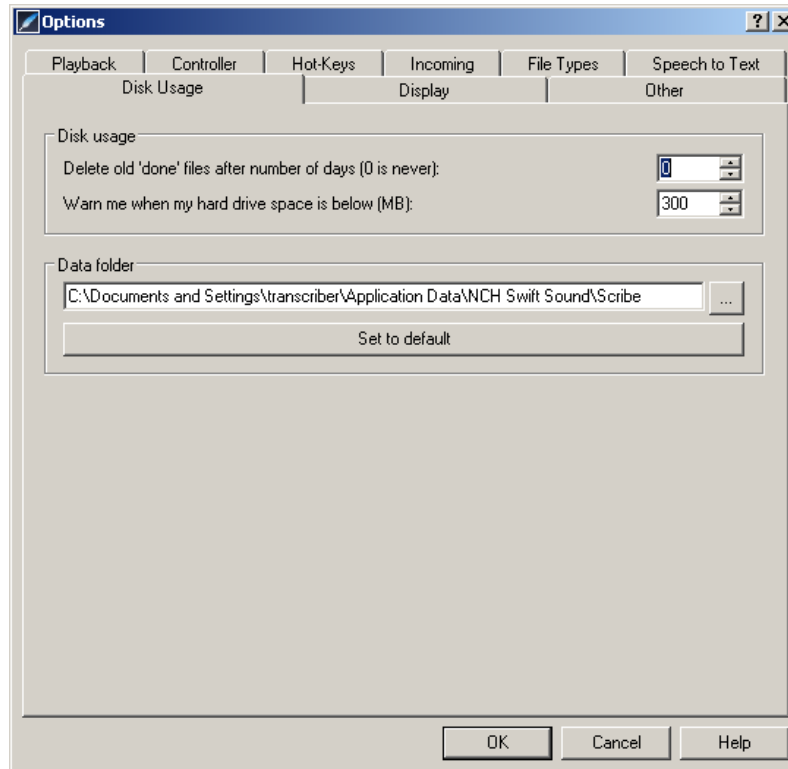 Options
Playback Controller Hot-Keys Incoming File Types Speech to Text
Disk Usage Display Other
Disk usage
Delete old 'done' files after number of days (0 is never): 0
Warn me when my hard drive space is below (MB): 300
Data folder
C:\Documents and Settings\transcriber\Application Data\NCH Swift Sound\Scribe ...
Set to default
OK Cancel Help